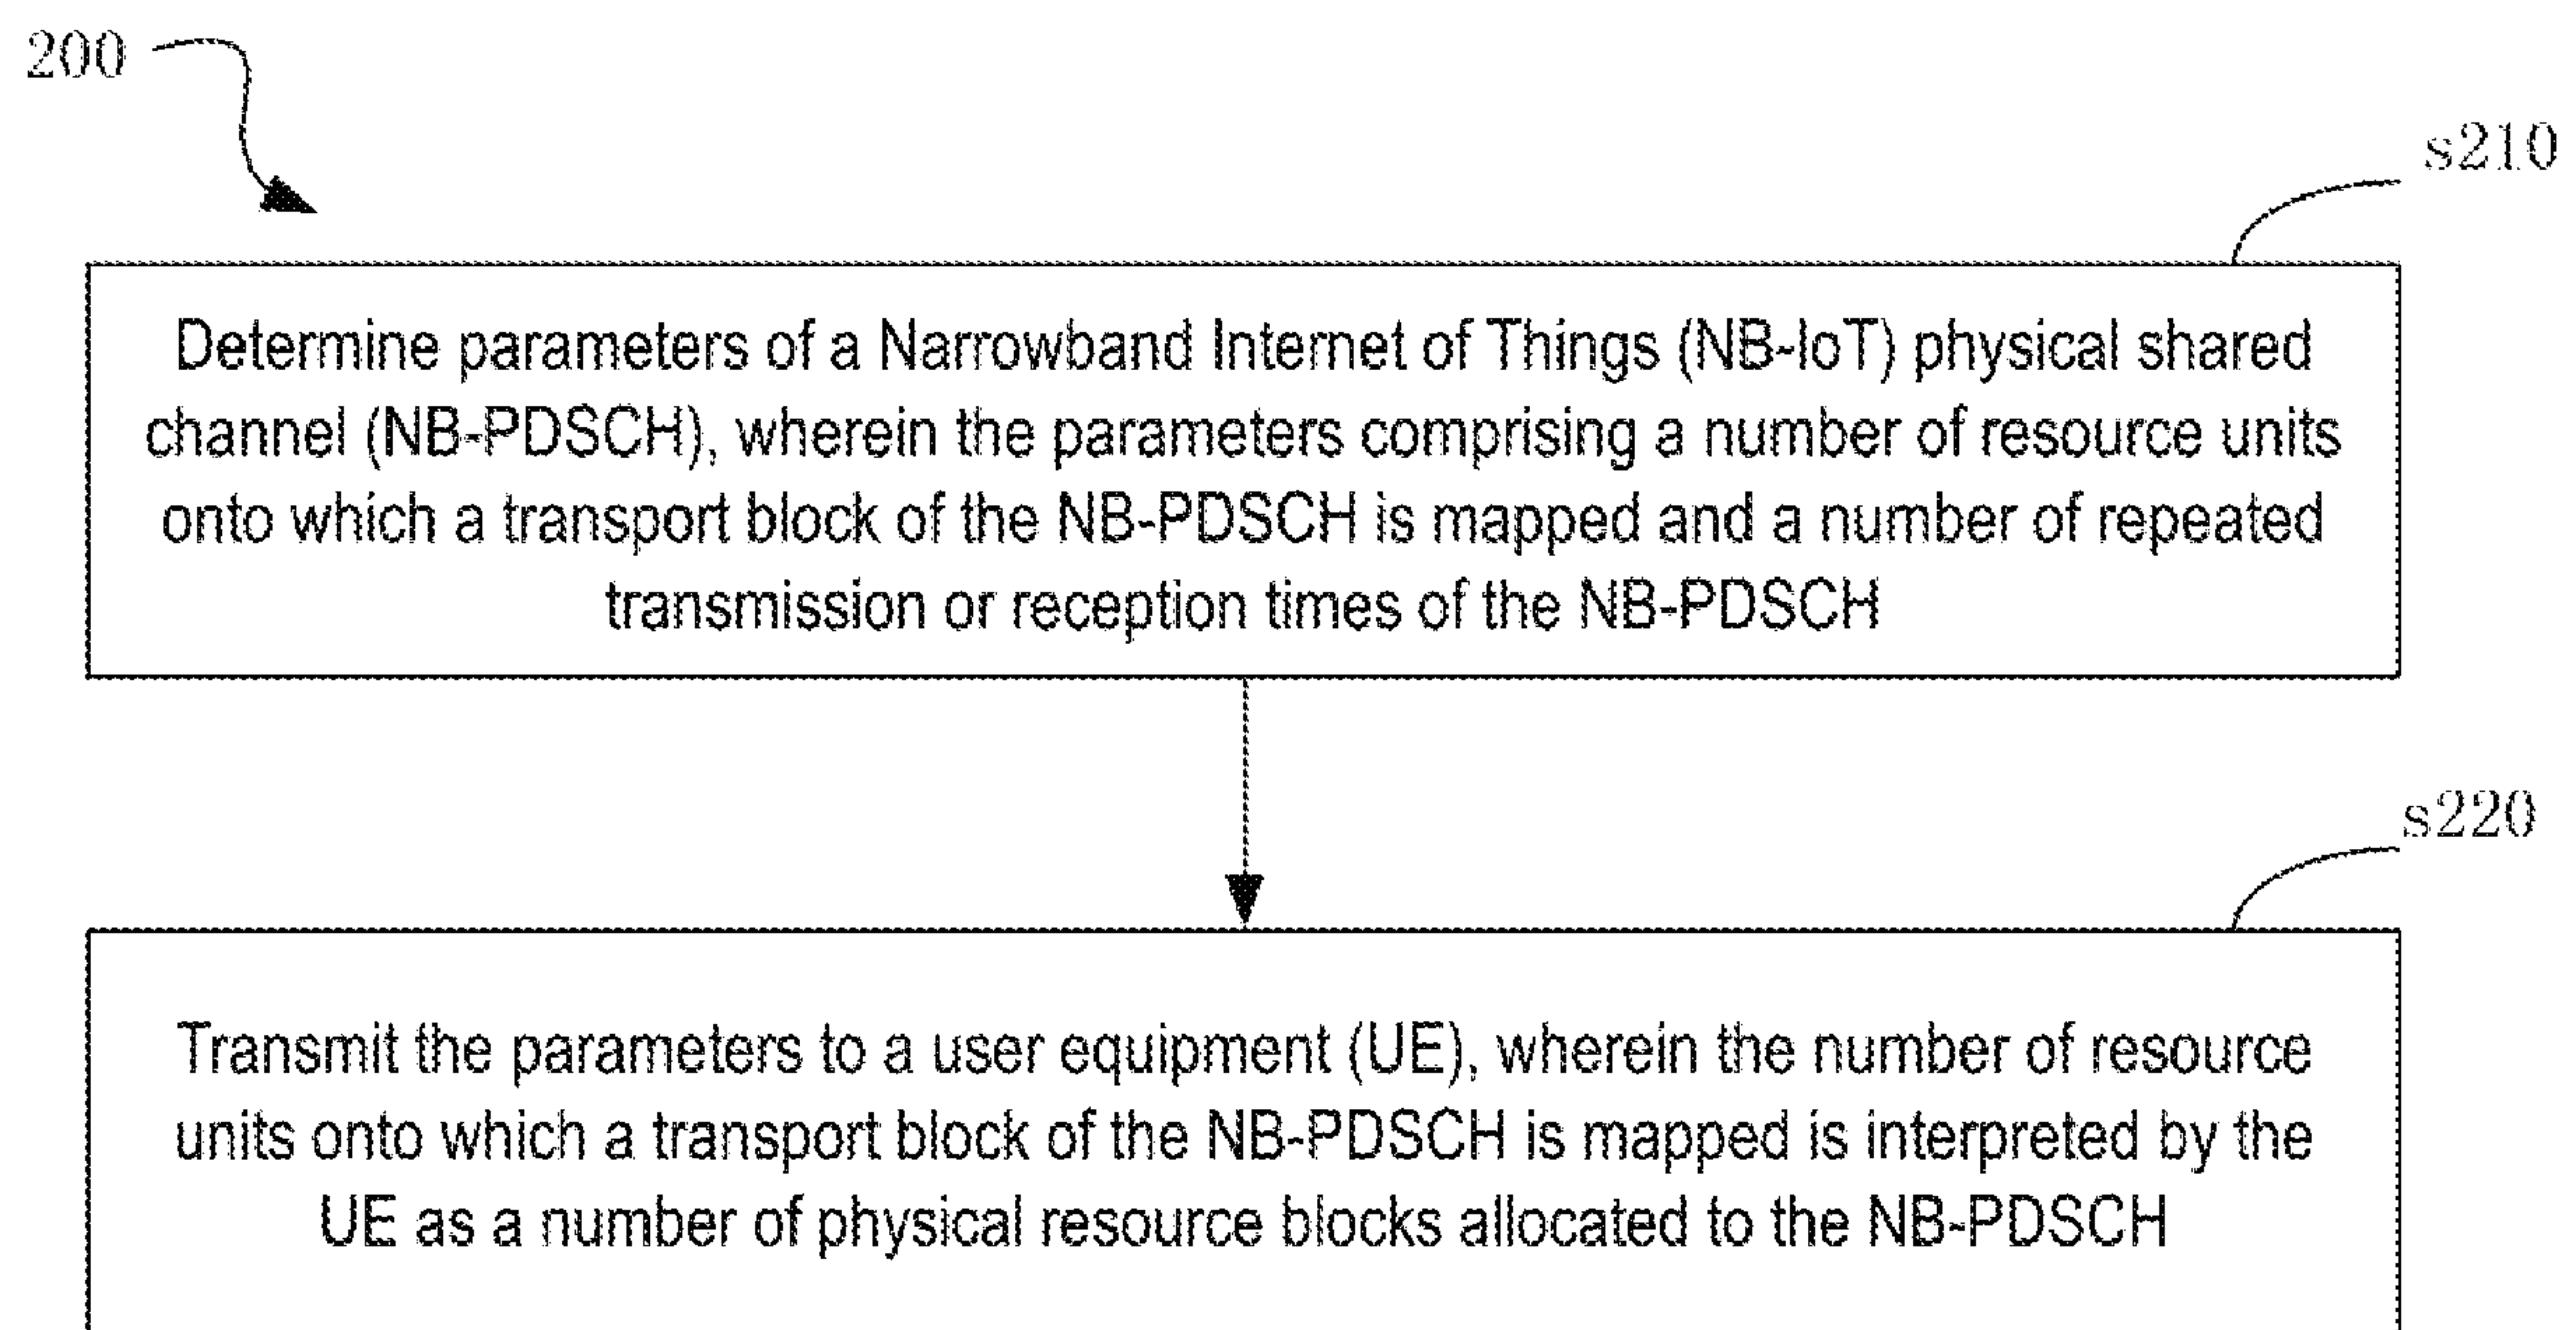 200
s210
Determine parameters of a Narrowband Internet of Things (NB-IoT) physical shared
channel (NB-PDSCH), wherein the parameters comprising a number of resource units
onto which a transport block of the NB-PDSCH is mapped and a number of repeated
transmission or reception times of the NB-PDSCH
s220
Transmit the parameters to a user equipment (UE), wherein the number of resource
units onto which a transport block of the NB-PDSCH is mapped is interpreted by the
UE as a number of physical resource blocks allocated to the NB-PDSCH